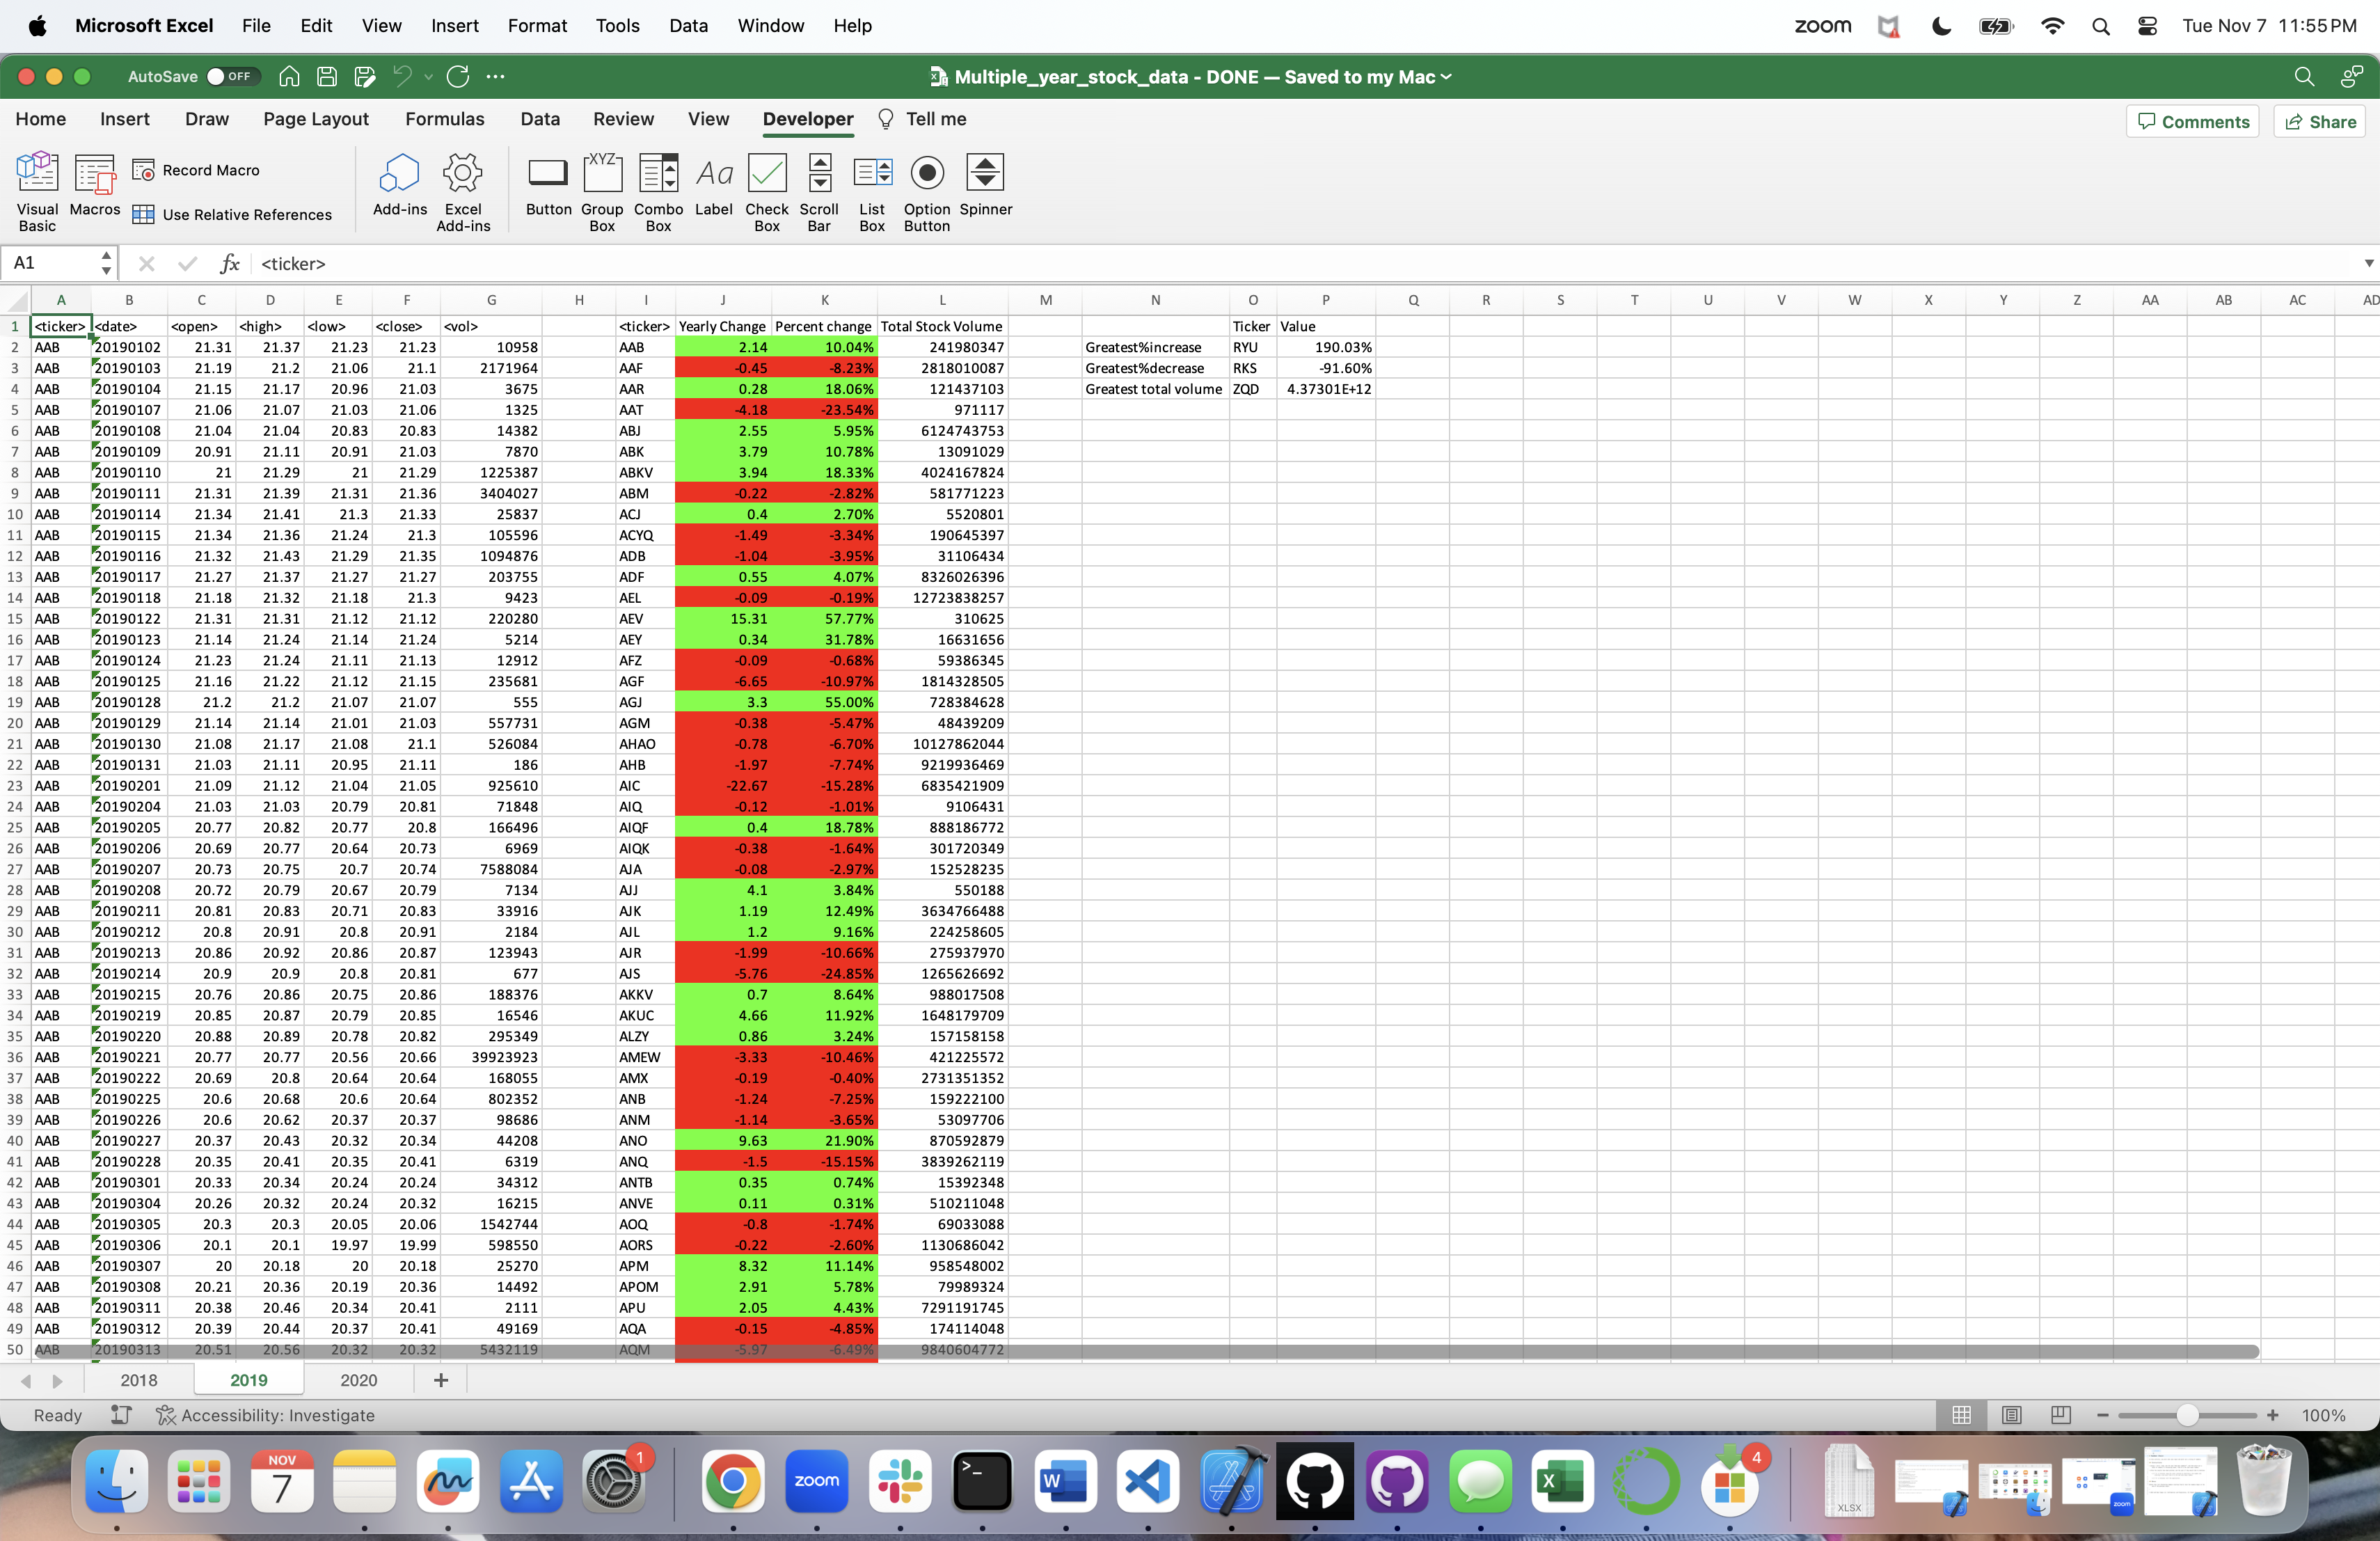 Microsoft Excel File Edit View Insert Format Tools Data Window Help zoom Tue Nov 7 11:55 PM
AutoSave OFF Multiple_year_stock_data - DONE — Saved to my Mac
Home Insert Draw Page Layout Formulas Data Review View Developer Tell me Comments Share
Record Macro
Use Relative References
Visual Basic Macros Add-ins Excel Add-ins Button Group Box Combo Box Label Check Box Scroll Bar List Box Option Button Spinner
A1 fx <ticker>
A B C D E F G H I J K L M N O P Q R S T U V W X Y Z AA AB AC AD
1 <ticker> <date> <open> <high> <low> <close> <vol> <ticker> Yearly Change Percent change Total Stock Volume Ticker Value
2 AAB 20190102 21.31 21.37 21.23 21.23 10958 AAB 2.14 10.04% 241980347 Greatest%increase RYU 190.03%
3 AAB 20190103 21.19 21.2 21.06 21.1 2171964 AAF -0.45 -8.23% 2818010087 Greatest%decrease RKS -91.60%
4 AAB 20190104 21.15 21.17 20.96 21.03 3675 AAR 0.28 18.06% 121437103 Greatest total volume ZQD 4.37301E+12
5 AAB 20190107 21.06 21.07 21.03 21.06 1325 AAT -4.18 -23.54% 971117
6 AAB 20190108 21.04 21.04 20.83 20.83 14382 ABJ 2.55 5.95% 6124743753
7 AAB 20190109 20.91 21.11 20.91 21.03 7870 ABK 3.79 10.78% 13091029
8 AAB 20190110 21 21.29 21 21.29 1225387 ABKV 3.94 18.33% 4024167824
9 AAB 20190111 21.31 21.39 21.31 21.36 3404027 ABM -0.22 -2.82% 581771223
10 AAB 20190114 21.34 21.41 21.3 21.33 25837 ACJ 0.4 2.70% 5520801
11 AAB 20190115 21.34 21.36 21.24 21.3 105596 ACYQ -1.49 -3.34% 190645397
12 AAB 20190116 21.32 21.43 21.29 21.35 1094876 ADB -1.04 -3.95% 31106434
13 AAB 20190117 21.27 21.37 21.27 21.27 203755 ADF 0.55 4.07% 8326026396
14 AAB 20190118 21.18 21.32 21.18 21.3 9423 AEL -0.09 -0.19% 12723838257
15 AAB 20190122 21.31 21.31 21.12 21.12 220280 AEV 15.31 57.77% 310625
16 AAB 20190123 21.14 21.24 21.14 21.24 5214 AEY 0.34 31.78% 16631656
17 AAB 20190124 21.23 21.24 21.11 21.13 12912 AFZ -0.09 -0.68% 59386345
18 AAB 20190125 21.16 21.22 21.12 21.15 235681 AGF -6.65 -10.97% 1814328505
19 AAB 20190128 21.2 21.2 21.07 21.07 555 AGJ 3.3 55.00% 728384628
20 AAB 20190129 21.14 21.14 21.01 21.03 557731 AGM -0.38 -5.47% 48439209
21 AAB 20190130 21.08 21.17 21.08 21.1 526084 AHAO -0.78 -6.70% 10127862044
22 AAB 20190131 21.03 21.11 20.95 21.11 186 AHB -1.97 -7.74% 9219936469
23 AAB 20190201 21.09 21.12 21.04 21.05 925610 AIC -22.67 -15.28% 6835421909
24 AAB 20190204 21.03 21.03 20.79 20.81 71848 AIQ -0.12 -1.01% 9106431
25 AAB 20190205 20.77 20.82 20.77 20.8 166496 AIQF 0.4 18.78% 888186772
26 AAB 20190206 20.69 20.77 20.64 20.73 6969 AIQK -0.38 -1.64% 301720349
27 AAB 20190207 20.73 20.75 20.7 20.74 7588084 AJA -0.08 -2.97% 152528235
28 AAB 20190208 20.72 20.79 20.67 20.79 7134 AJJ 4.1 3.84% 550188
29 AAB 20190211 20.81 20.83 20.71 20.83 33916 AJK 1.19 12.49% 3634766488
30 AAB 20190212 20.8 20.91 20.8 20.91 2184 AJL 1.2 9.16% 224258605
31 AAB 20190213 20.86 20.92 20.86 20.87 123943 AJR -1.99 -10.66% 275937970
32 AAB 20190214 20.9 20.9 20.8 20.81 677 AJS -5.76 -24.85% 1265626692
33 AAB 20190215 20.76 20.86 20.75 20.86 188376 AKKV 0.7 8.64% 988017508
34 AAB 20190219 20.85 20.87 20.79 20.85 16546 AKUC 4.66 11.92% 1648179709
35 AAB 20190220 20.88 20.89 20.78 20.82 295349 ALZY 0.86 3.24% 157158158
36 AAB 20190221 20.77 20.77 20.56 20.66 39923923 AMEW -3.33 -10.46% 421225572
37 AAB 20190222 20.69 20.8 20.64 20.64 168055 AMX -0.19 -0.40% 2731351352
38 AAB 20190225 20.6 20.68 20.6 20.64 802352 ANB -1.24 -7.25% 159222100
39 AAB 20190226 20.6 20.62 20.37 20.37 98686 ANM -1.14 -3.65% 53097706
40 AAB 20190227 20.37 20.43 20.32 20.34 44208 ANO 9.63 21.90% 870592879
41 AAB 20190228 20.35 20.41 20.35 20.41 6319 ANQ -1.5 -15.15% 3839262119
42 AAB 20190301 20.33 20.34 20.24 20.24 34312 ANTB 0.35 0.74% 15392348
43 AAB 20190304 20.26 20.32 20.24 20.32 16215 ANVE 0.11 0.31% 510211048
44 AAB 20190305 20.3 20.3 20.05 20.06 1542744 AOQ -0.8 -1.74% 69033088
45 AAB 20190306 20.1 20.1 19.97 19.99 598550 AORS -0.22 -2.60% 1130686042
46 AAB 20190307 20 20.18 20 20.18 25270 APM 8.32 11.14% 958548002
47 AAB 20190308 20.21 20.36 20.19 20.36 14492 APOM 2.91 5.78% 79989324
48 AAB 20190311 20.38 20.46 20.34 20.41 2111 APU 2.05 4.43% 7291191745
49 AAB 20190312 20.39 20.44 20.37 20.41 49169 AQA -0.15 -4.85% 174114048
50 AAB 20190313 20.51 20.56 20.32 20.32 5432119 AQM -5.97 -6.49% 9840604772
2018 2019 2020
Ready Accessibility: Investigate 100%
NOV 7 1 zoom >_ W X 4 XLSX zoom